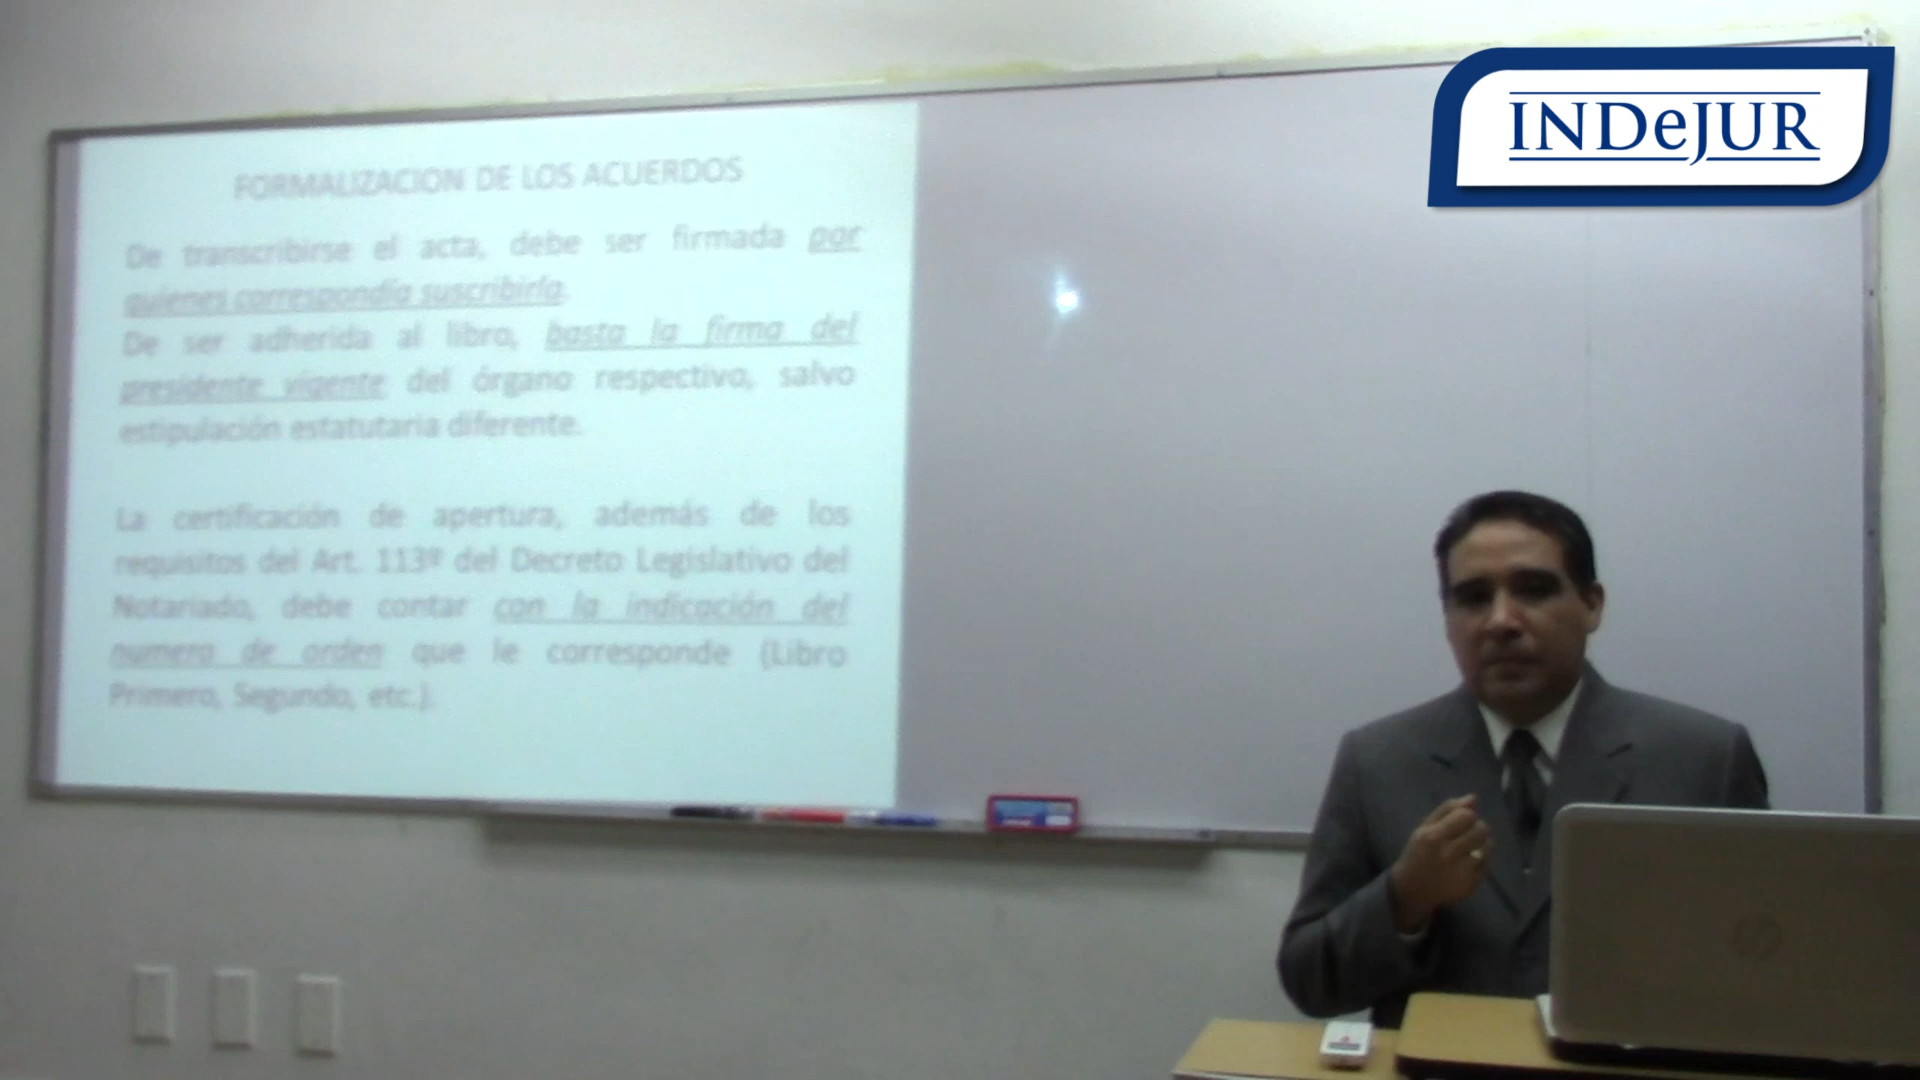 INDeJUR
FORMALIZACION DE LOS ACUERDOS
De transcribirse el acta, debe ser firmada por
quienes correspondía suscribirla.
De ser adherida al libro, basta la firma del
presidente vigente del órgano respectivo, salvo
estipulación estatutaria diferente.
La certificación de apertura, además de los
requisitos del Art. 113º del Decreto Legislativo del
Notariado, debe contar con la indicación del
numero de orden que le corresponde (Libro
Primero, Segundo, etc.).